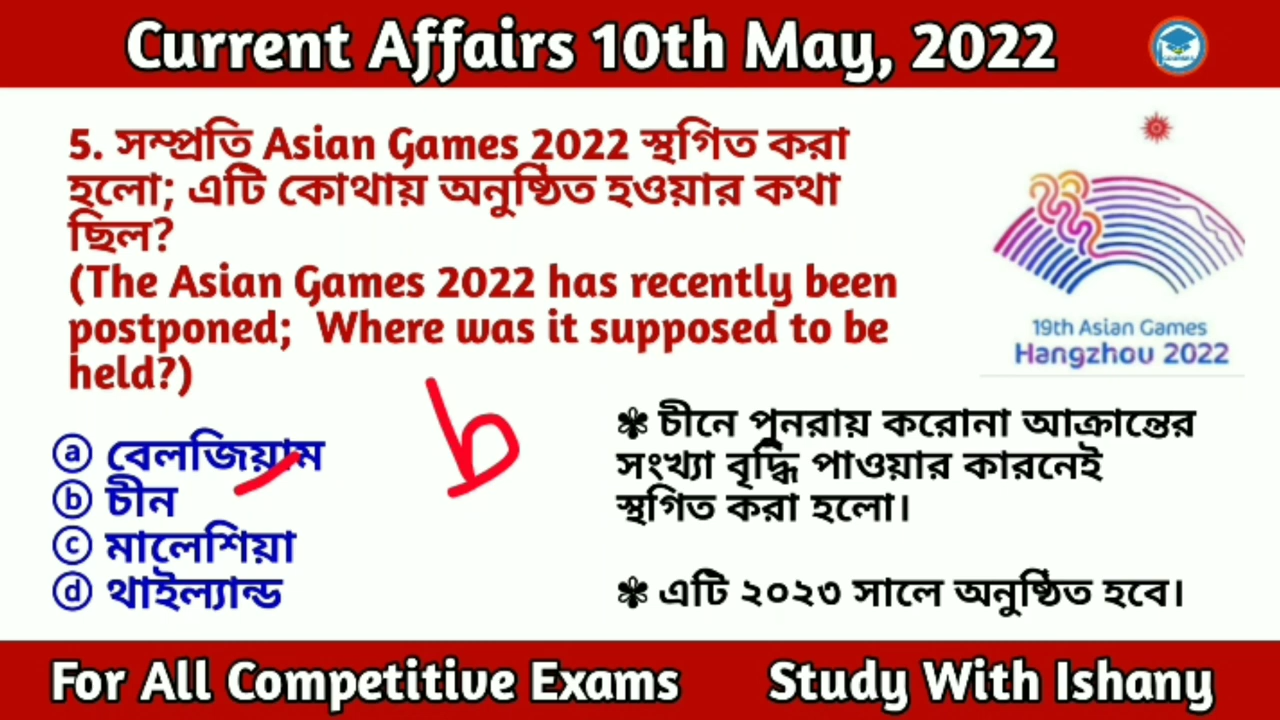 Current Affairs 10th May, 2022
5. সম্প্রতি Asian Games 2022 স্থগিত করা
হলো; এটি কোথায় অনুষ্ঠিত হওয়ার কথা
ছিল?
(The Asian Games 2022 has recently been
postponed; Where was it supposed to be
held?)
19th Asian Games
Hangzhou 2022
b
ⓐ বেলজিয়াম
ⓑ চীন
ⓒ মালেশিয়া
ⓓ থাইল্যান্ড
✾ চীনে পুনরায় করোনা আক্রান্তের
সংখ্যা বৃদ্ধি পাওয়ার কারনেই
স্থগিত করা হলো।
✾ এটি ২০২৩ সালে অনুষ্ঠিত হবে।
For All Competitive Exams Study With Ishany